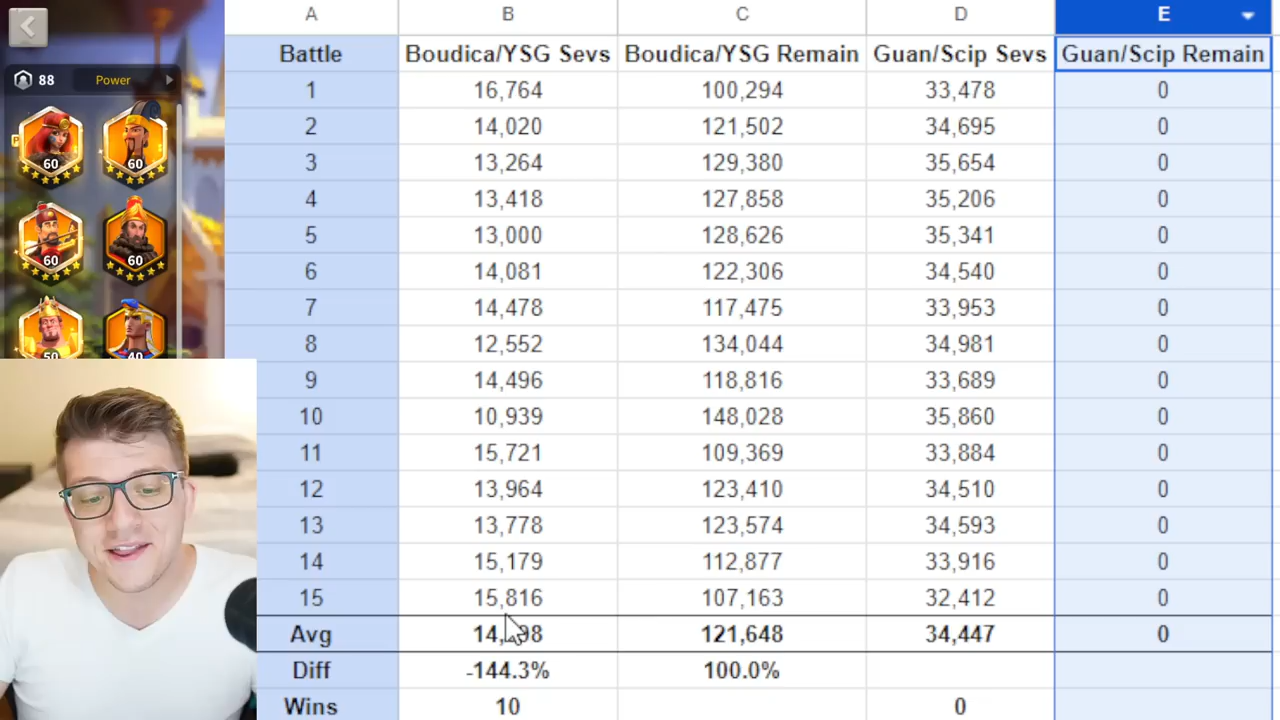 A B C D E
88 Power
Battle Boudica/YSG Sevs Boudica/YSG Remain Guan/Scip Sevs Guan/Scip Remain
1 16,764 100,294 33,478 0
2 14,020 121,502 34,695 0
3 13,264 129,380 35,654 0
4 13,418 127,858 35,206 0
5 13,000 128,626 35,341 0
6 14,081 122,306 34,540 0
7 14,478 117,475 33,953 0
8 12,552 134,044 34,981 0
9 14,496 118,816 33,689 0
10 10,939 148,028 35,860 0
11 15,721 109,369 33,884 0
12 13,964 123,410 34,510 0
13 13,778 123,574 34,593 0
14 15,179 112,877 33,916 0
15 15,816 107,163 32,412 0
Avg 121,648 34,447 0
Diff -144.3% 100.0%
Wins 10 0
60 60
60 60
50 40